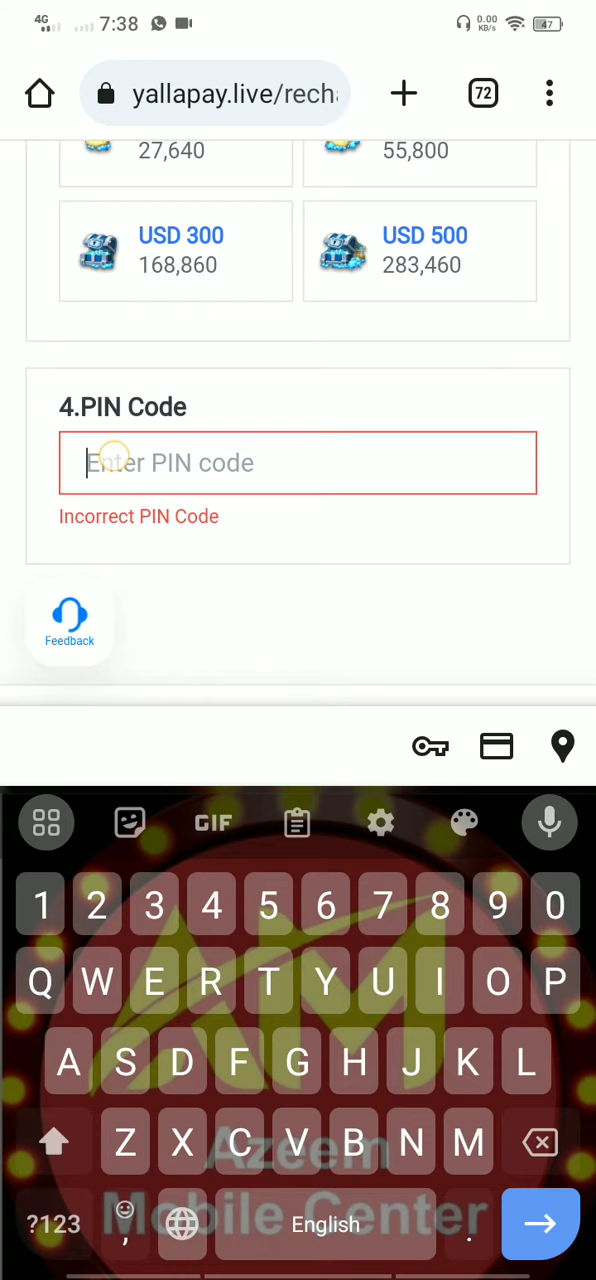 4G 7:38 0.00 KB/s 47
yallapay.live/rech
72
27,640
55,800
USD 300
168,860
USD 500
283,460
4.PIN Code
Enter PIN code
Incorrect PIN Code
Feedback
GIF
1 2 3 4 5 6 7 8 9 0
Q W E R T Y U I O P
A S D F G H J K L
Z X C V B N M
Azeem
Mobile Center
?123 , English .
AM